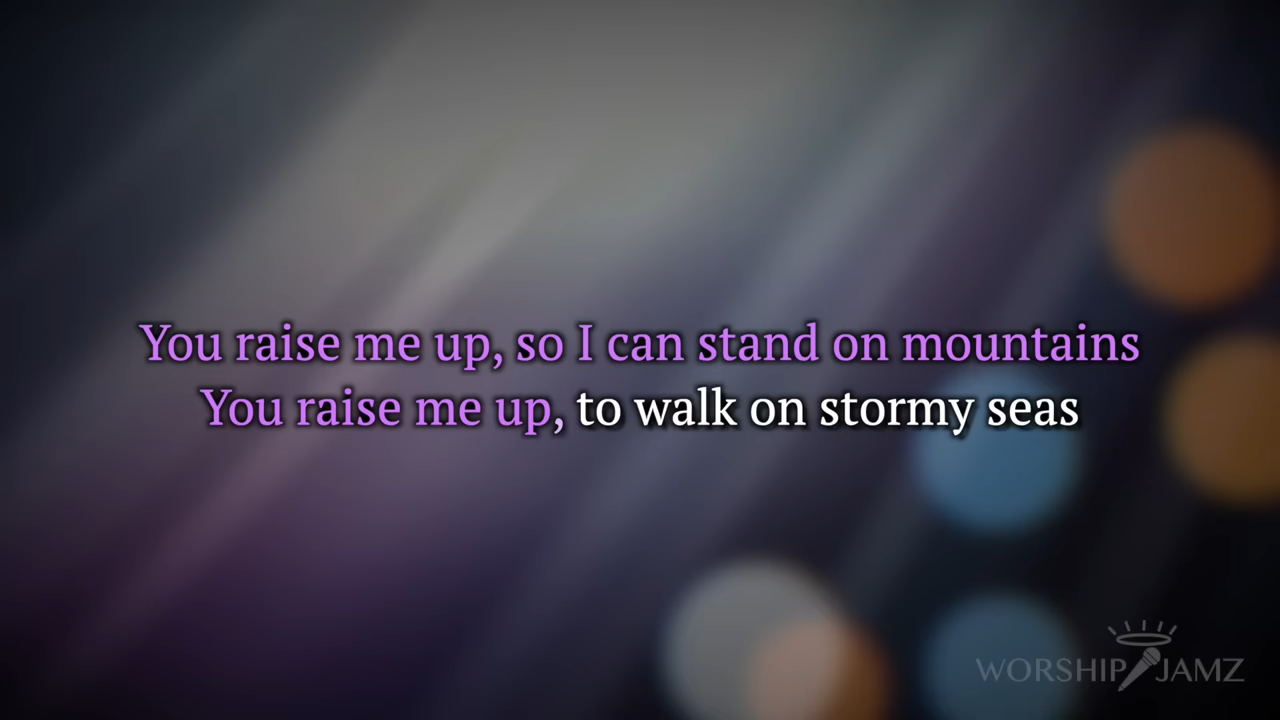 You raise me up, so I can stand on mountains
You raise me up, to walk on stormy seas
WORSHIP JAMZ